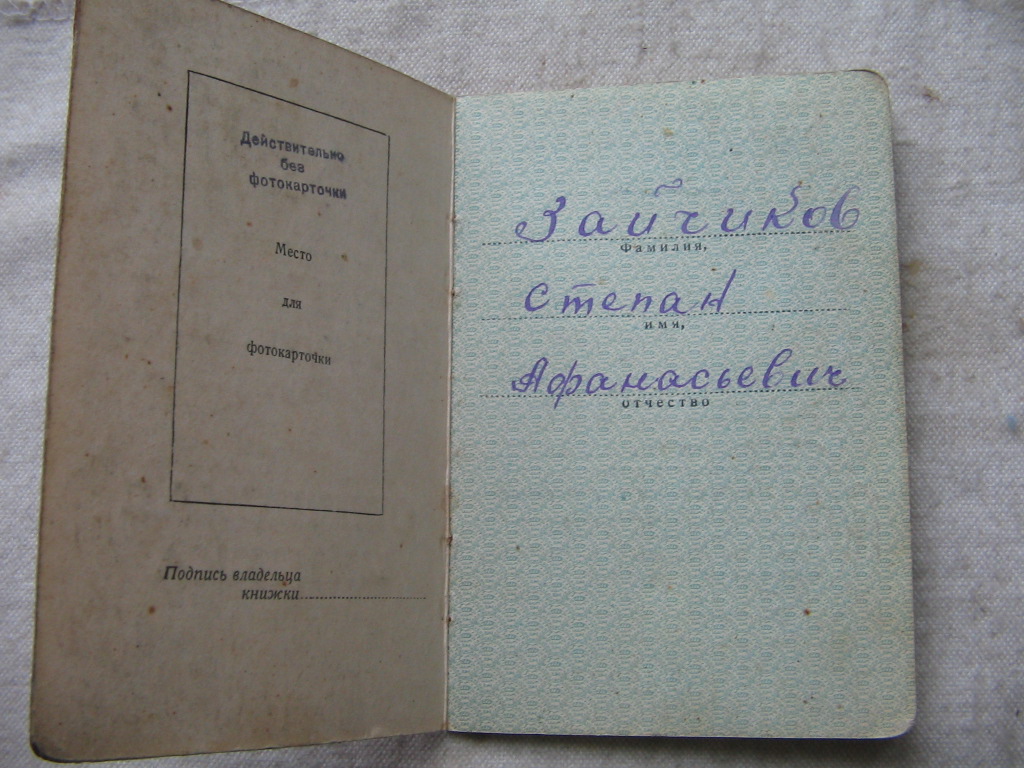 Действительно
без
фотокарточки
Место
для
фотокарточки
Подпись владельца
книжки
Зайчиков
Фамилия,
Степан
имя,
Афанасьевич
отчество